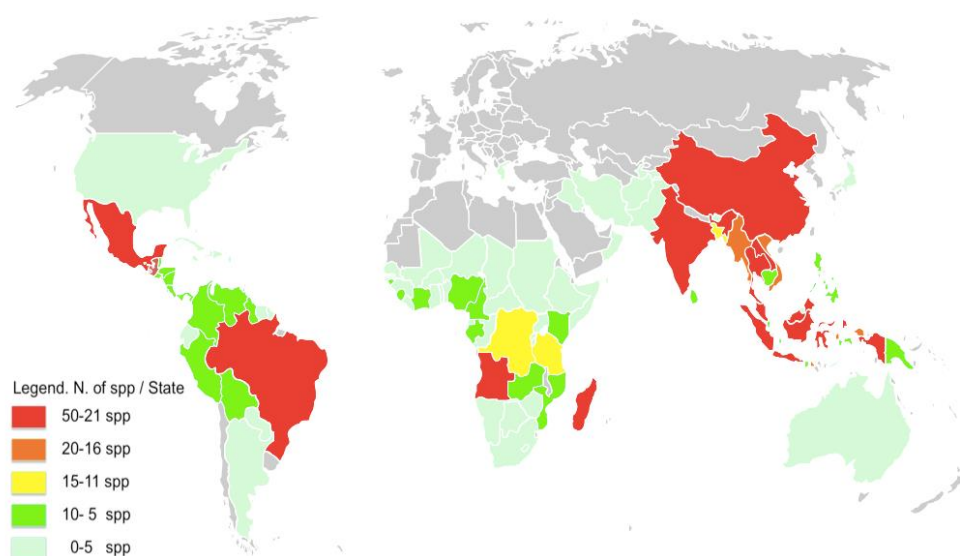 Legend. N. of spp / State
50-21 spp
20-16 spp
15-11 spp
10- 5 spp
0-5 spp